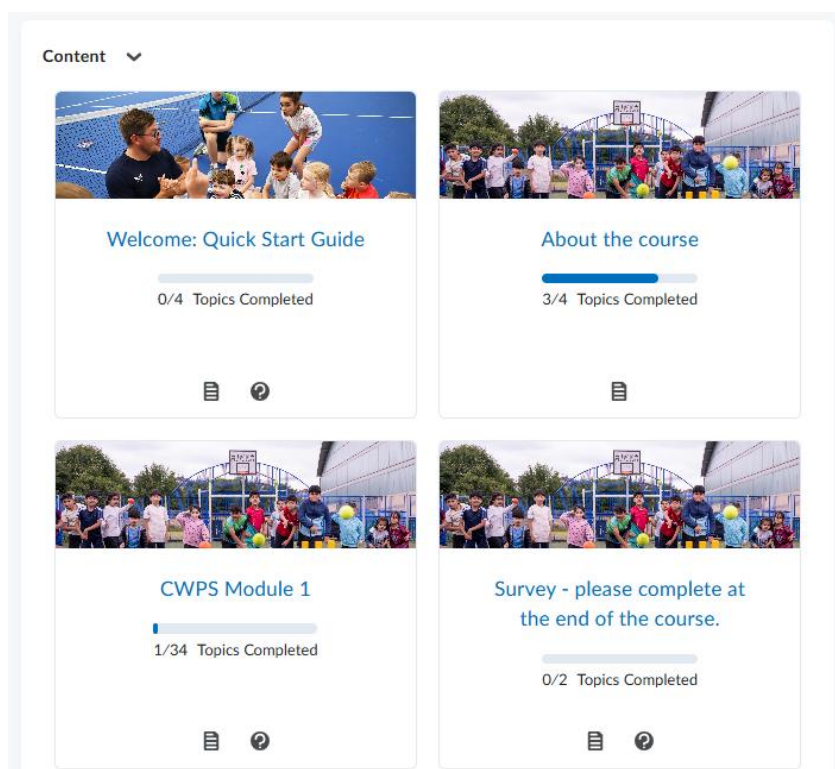 Content
Welcome: Quick Start Guide
0/4 Topics Completed
About the course
3/4 Topics Completed
CWPS Module 1
1/34 Topics Completed
Survey - please complete at
the end of the course.
0/2 Topics Completed